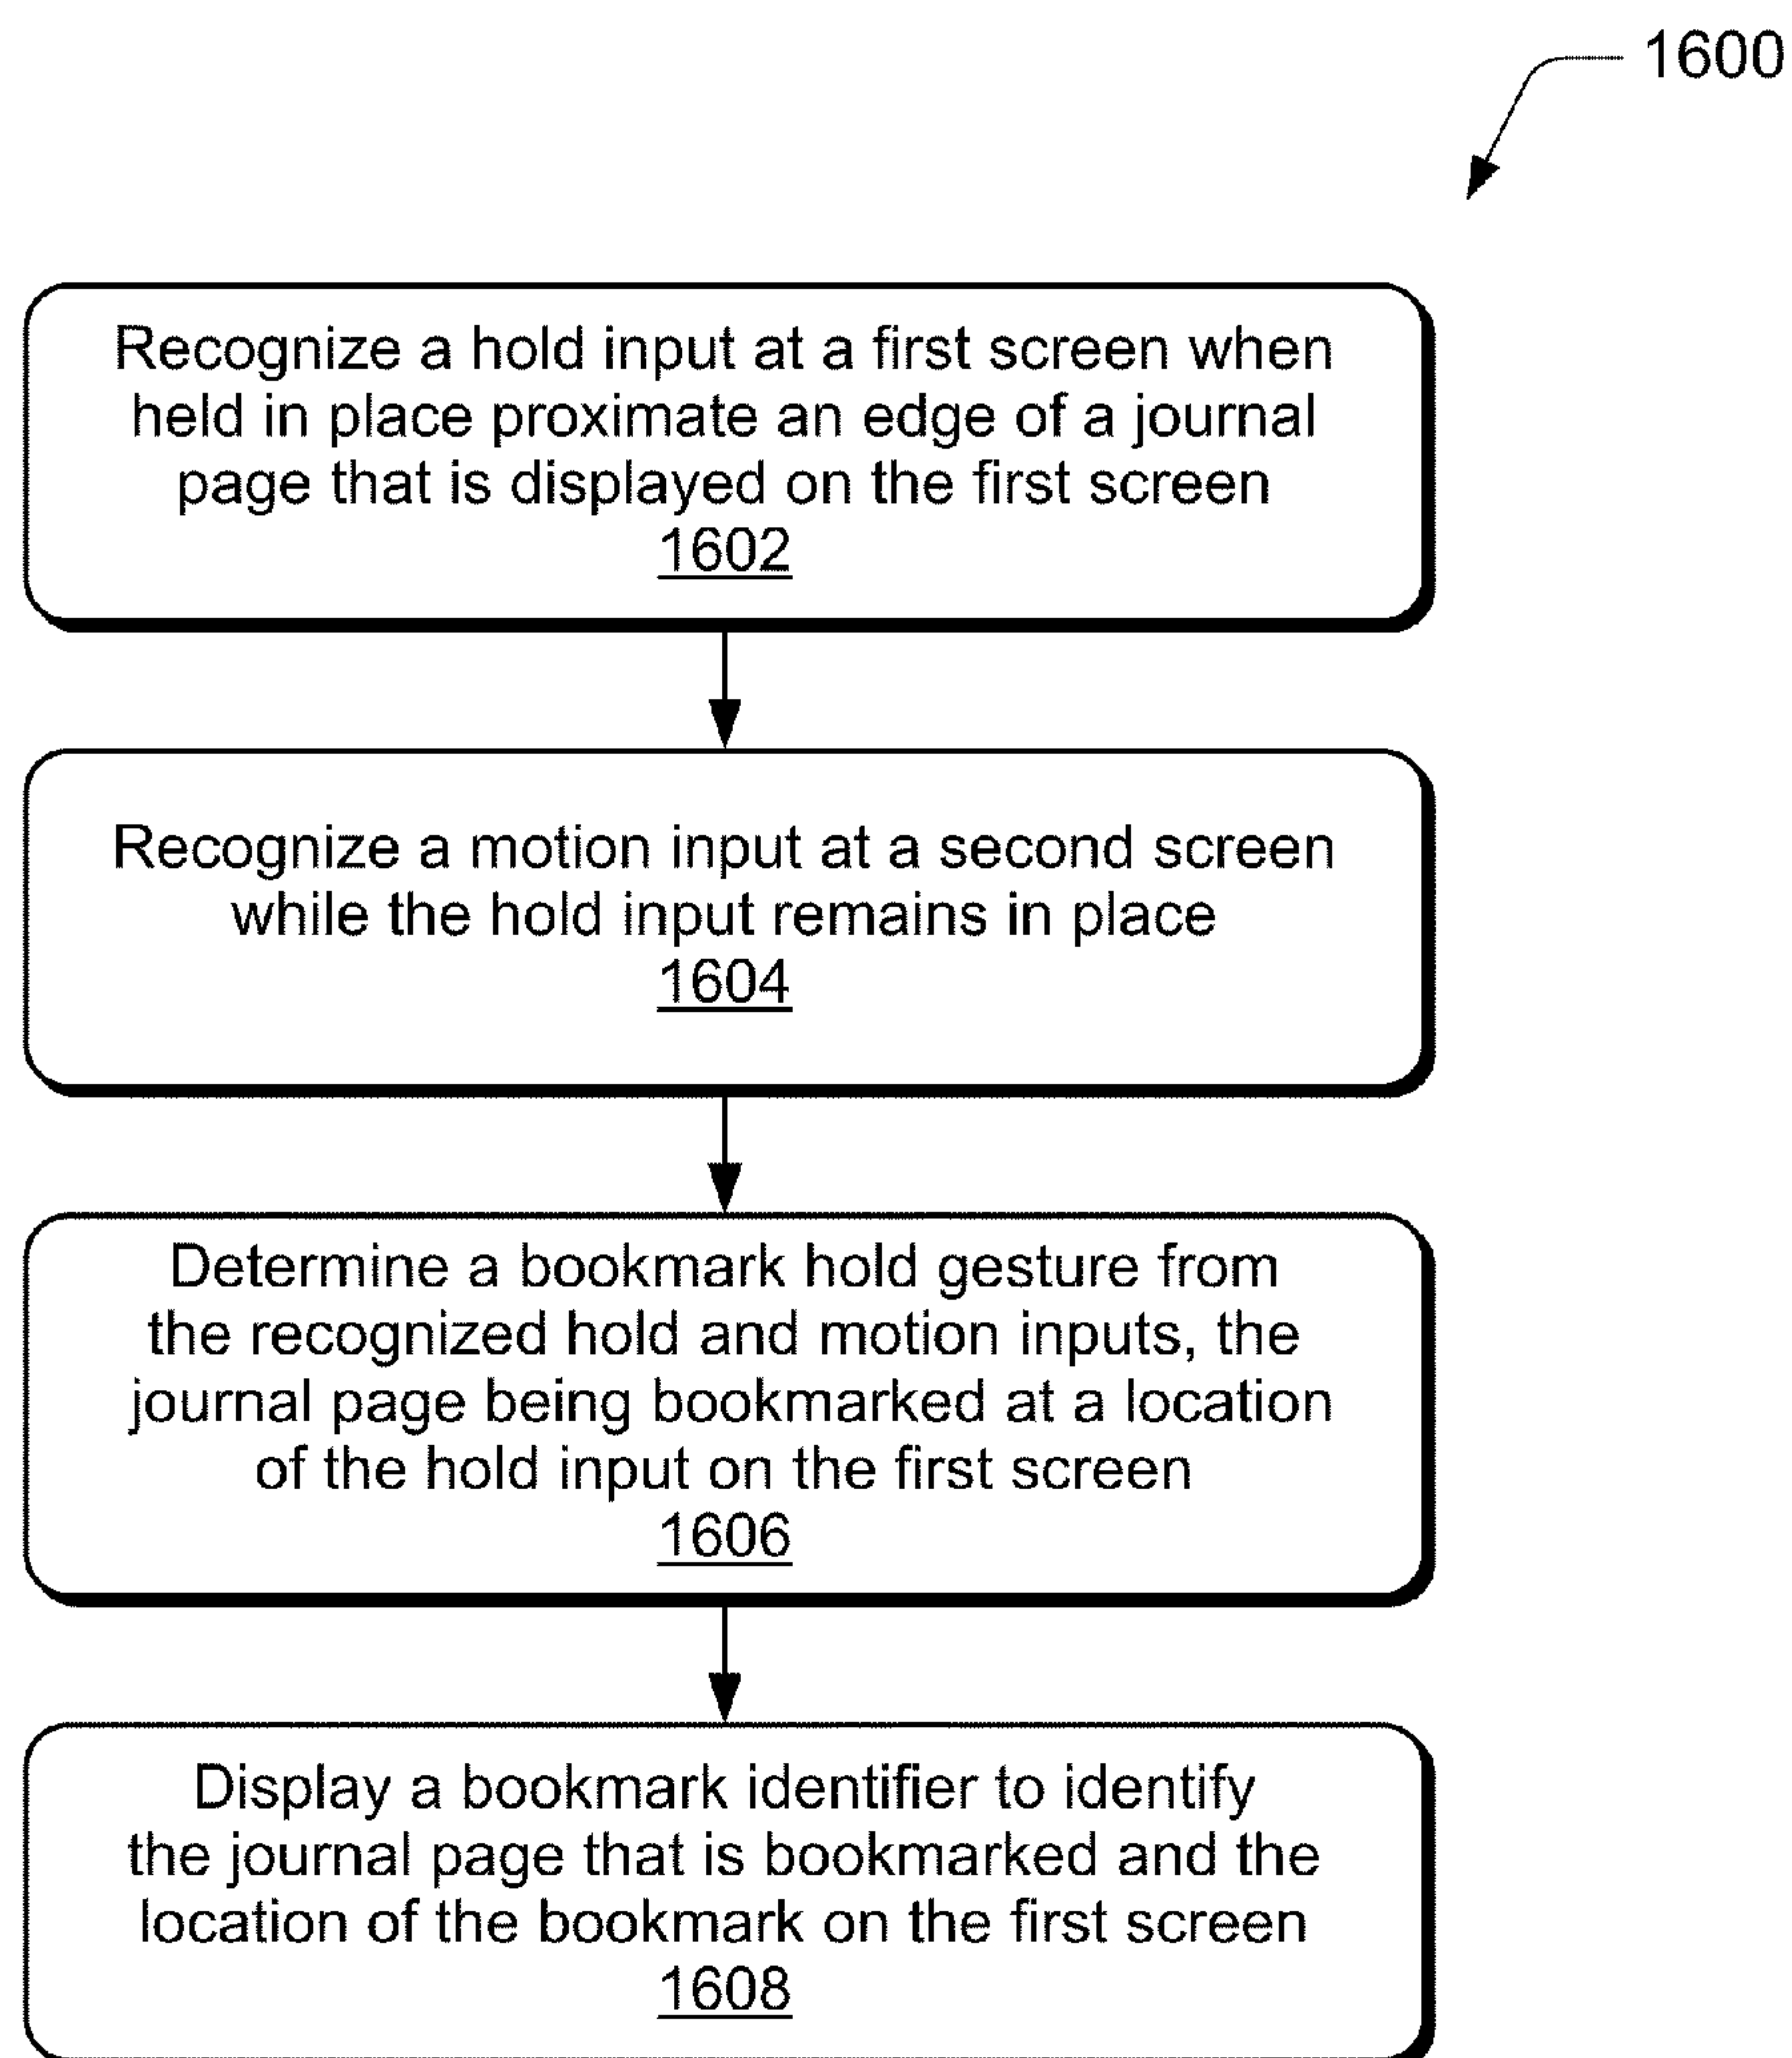 1600
Recognize a hold input at a first screen when
held in place proximate an edge of a journal
page that is displayed on the first screen
1602
Recognize a motion input at a second screen
while the hold input remains in place
1604
Determine a bookmark hold gesture from
the recognized hold and motion inputs, the
journal page being bookmarked at a location
of the hold input on the first screen
1606
Display a bookmark identifier to identify
the journal page that is bookmarked and the
location of the bookmark on the first screen
1608